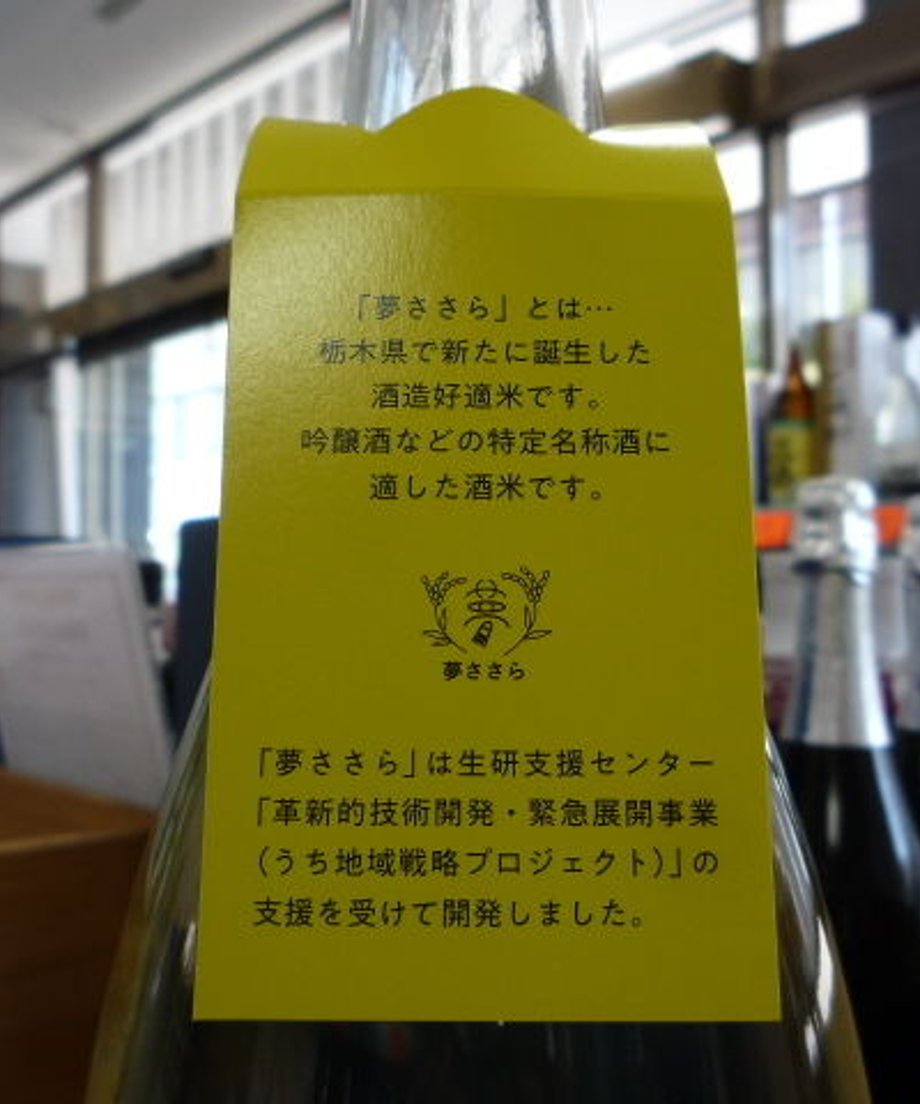 「夢ささら」とは…
栃木県で新たに誕生した
酒造好適米です。
吟醸酒などの特定名称酒に
適した酒米です。
夢
夢ささら
「夢ささら」は生研支援センター
「革新的技術開発・緊急展開事業
（うち地域戦略プロジェクト）」の
支援を受けて開発しました。